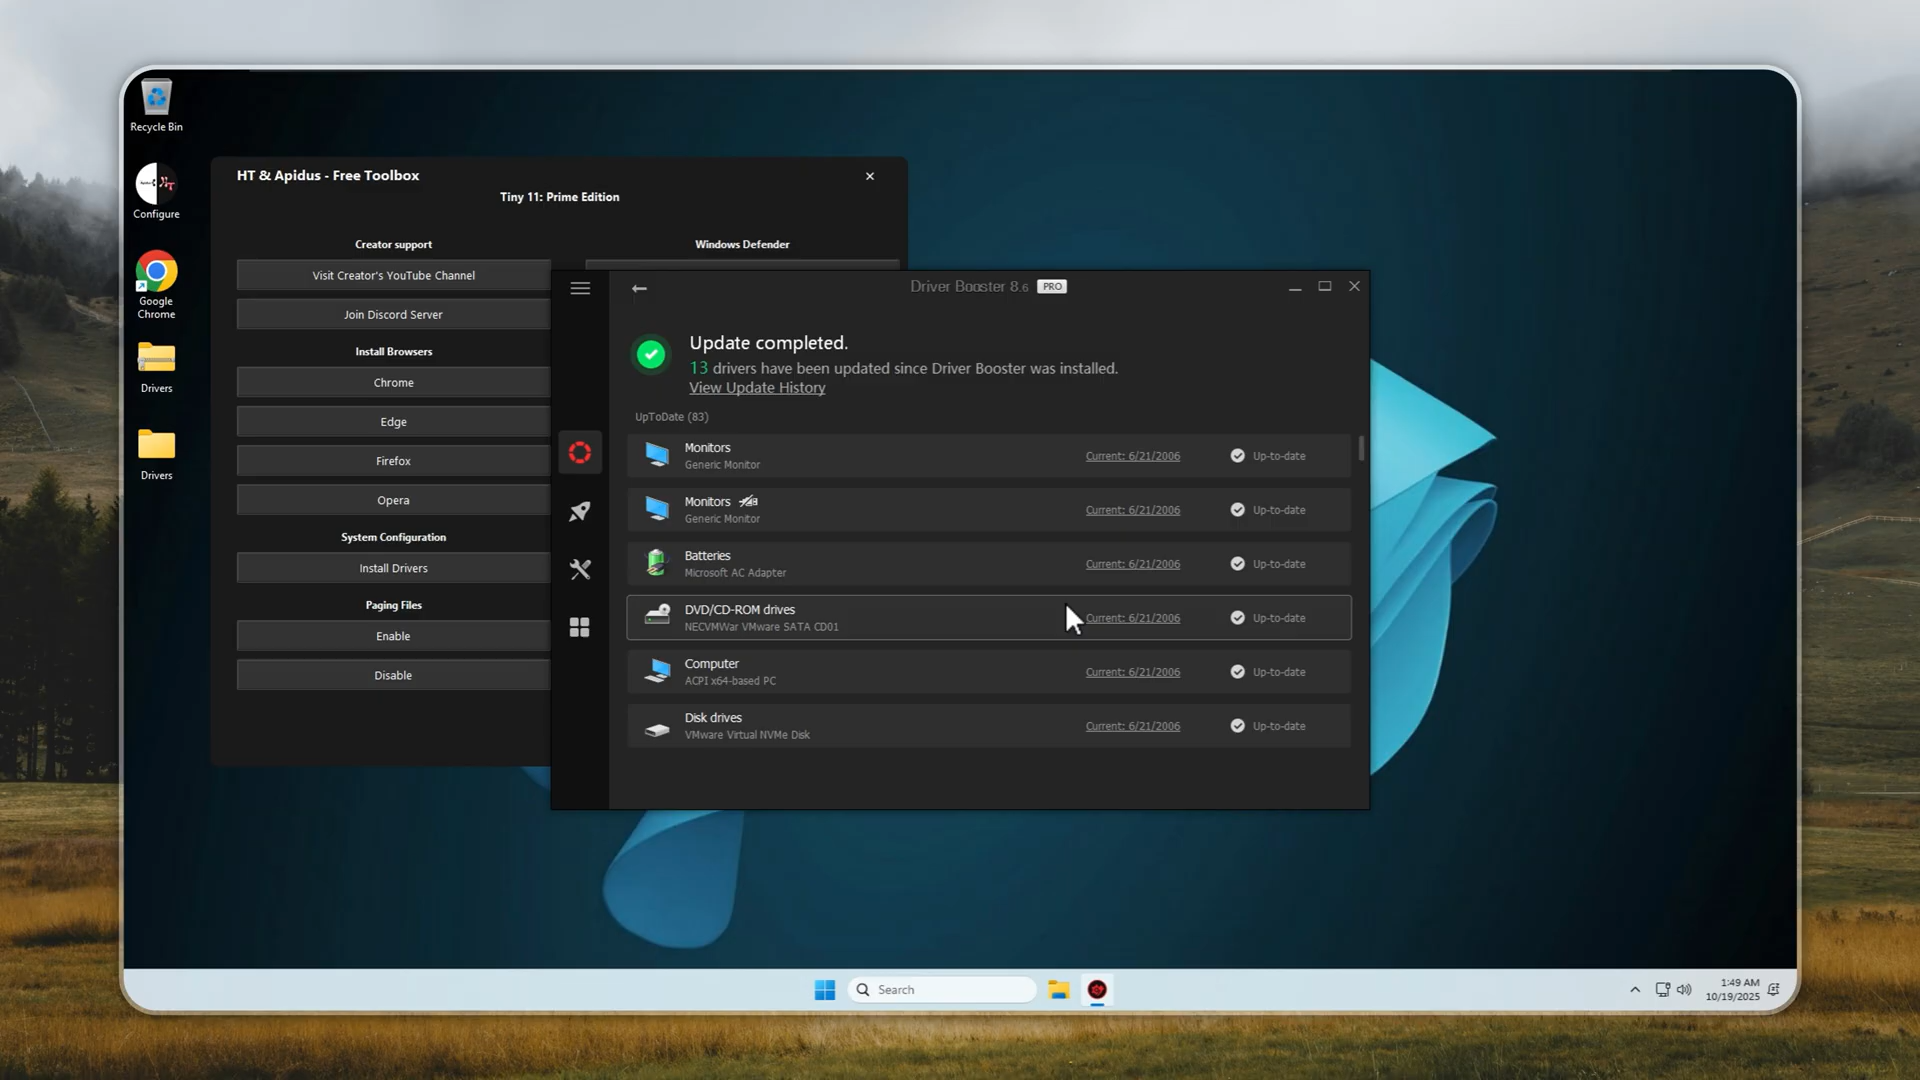 Recycle Bin
Configure
Google
Chrome
Drivers
Drivers
HT & Apidus - Free Toolbox
Tiny 11: Prime Edition
Creator support
Windows Defender
Visit Creator's YouTube Channel
Join Discord Server
Install Browsers
Chrome
Edge
Firefox
Opera
System Configuration
Install Drivers
Paging Files
Enable
Disable
Driver Booster 8.6 PRO
Update completed.
13 drivers have been updated since Driver Booster was installed.
View Update History
UpToDate (83)
Monitors
Generic Monitor
Current: 6/21/2006
Up-to-date
Monitors
Generic Monitor
Current: 6/21/2006
Up-to-date
Batteries
Microsoft AC Adapter
Current: 6/21/2006
Up-to-date
DVD/CD-ROM drives
NECVMWar VMware SATA CD01
Current: 6/21/2006
Up-to-date
Computer
ACPI x64-based PC
Current: 6/21/2006
Up-to-date
Disk drives
VMware Virtual NVMe Disk
Current: 6/21/2006
Up-to-date
Search
1:49 AM
10/19/2025